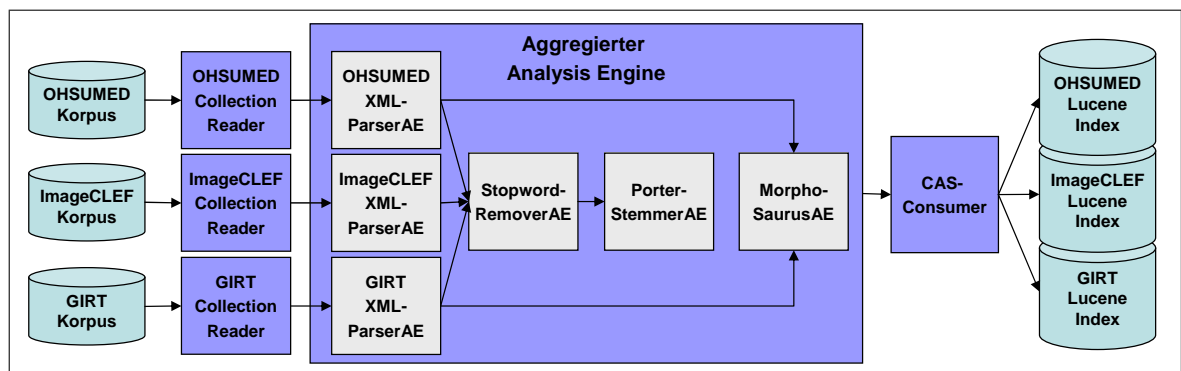 Aggregierter
Analysis Engine
OHSUMED
Korpus
OHSUMED
Collection
Reader
OHSUMED
XML-
ParserAE
ImageCLEF
Korpus
ImageCLEF
Collection
Reader
ImageCLEF
XML-
ParserAE
GIRT
Korpus
GIRT
Collection
Reader
GIRT
XML-
ParserAE
Stopword-
RemoverAE
Porter-
StemmerAE
Morpho-
SaurusAE
CAS-
Consumer
OHSUMED
Lucene
Index
ImageCLEF
Lucene
Index
GIRT
Lucene
Index